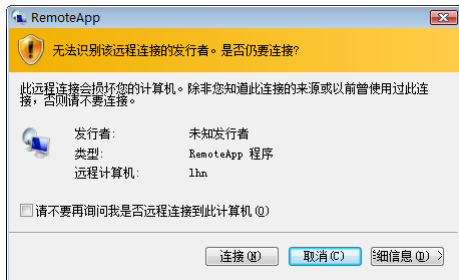 RemoteApp
无法识别该远程连接的发行者。是否仍要连接?
此远程连接会损坏您的计算机。除非您知道此连接的来源或以前曾使用过此连
接，否则请不要连接。
发行者: 未知发行者
类型: RemoteApp 程序
远程计算机: lhn
请不要再询问我是否远程连接到此计算机(O)
连接(N) 取消(C) 细信息(D) >